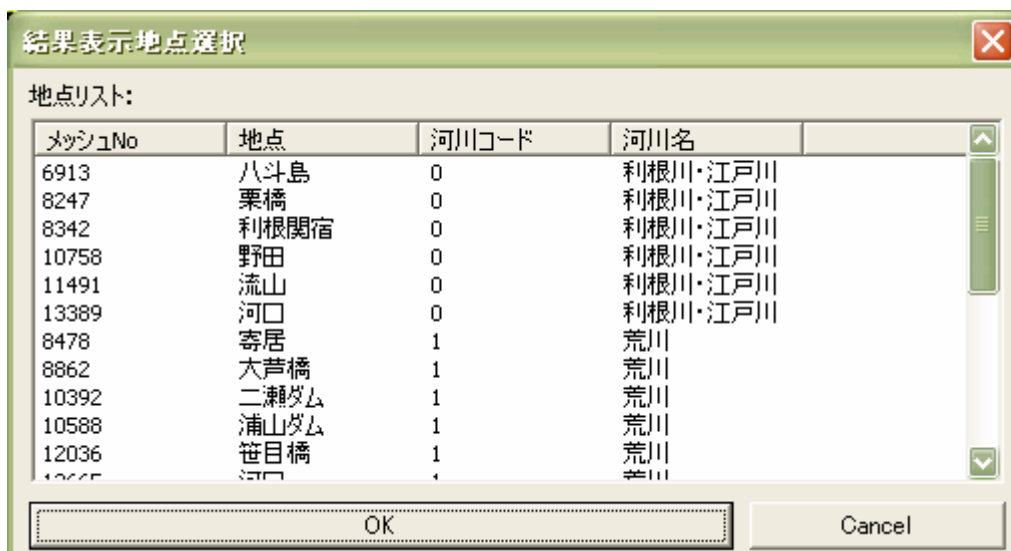 結果表示地点選択
地点リスト:
メッシュNo 地点 河川コード 河川名
6913 八斗島 0 利根川・江戸川
8247 栗橋 0 利根川・江戸川
8342 利根関宿 0 利根川・江戸川
10758 野田 0 利根川・江戸川
11491 流山 0 利根川・江戸川
13389 河口 0 利根川・江戸川
8478 寄居 1 荒川
8862 大芦橋 1 荒川
10392 二瀬ダム 1 荒川
10588 浦山ダム 1 荒川
12036 笹目橋 1 荒川
河口 1 荒川
OK Cancel